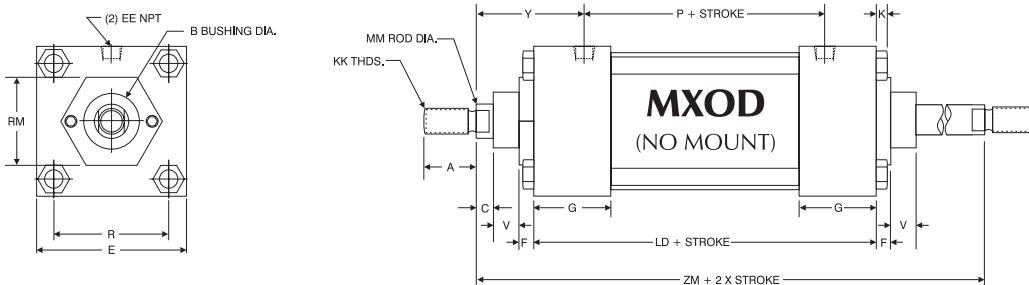 (2) EE NPT
B BUSHING DIA.
RM
R
E
Y
P + STROKE
K
MM ROD DIA.
KK THDS.
MXOD
(NO MOUNT)
A
C
G
G
V
V
F
LD + STROKE
F
ZM + 2 X STROKE